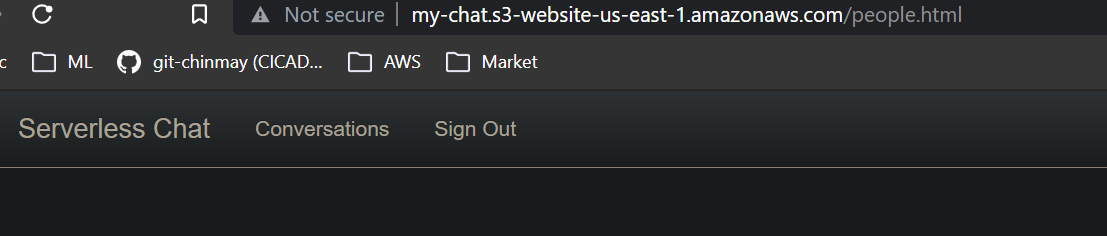 Not secure my-chat.s3-website-us-east-1.amazonaws.com/people.html
c ML git-chinmay (CICAD... AWS Market
Serverless Chat Conversations Sign Out